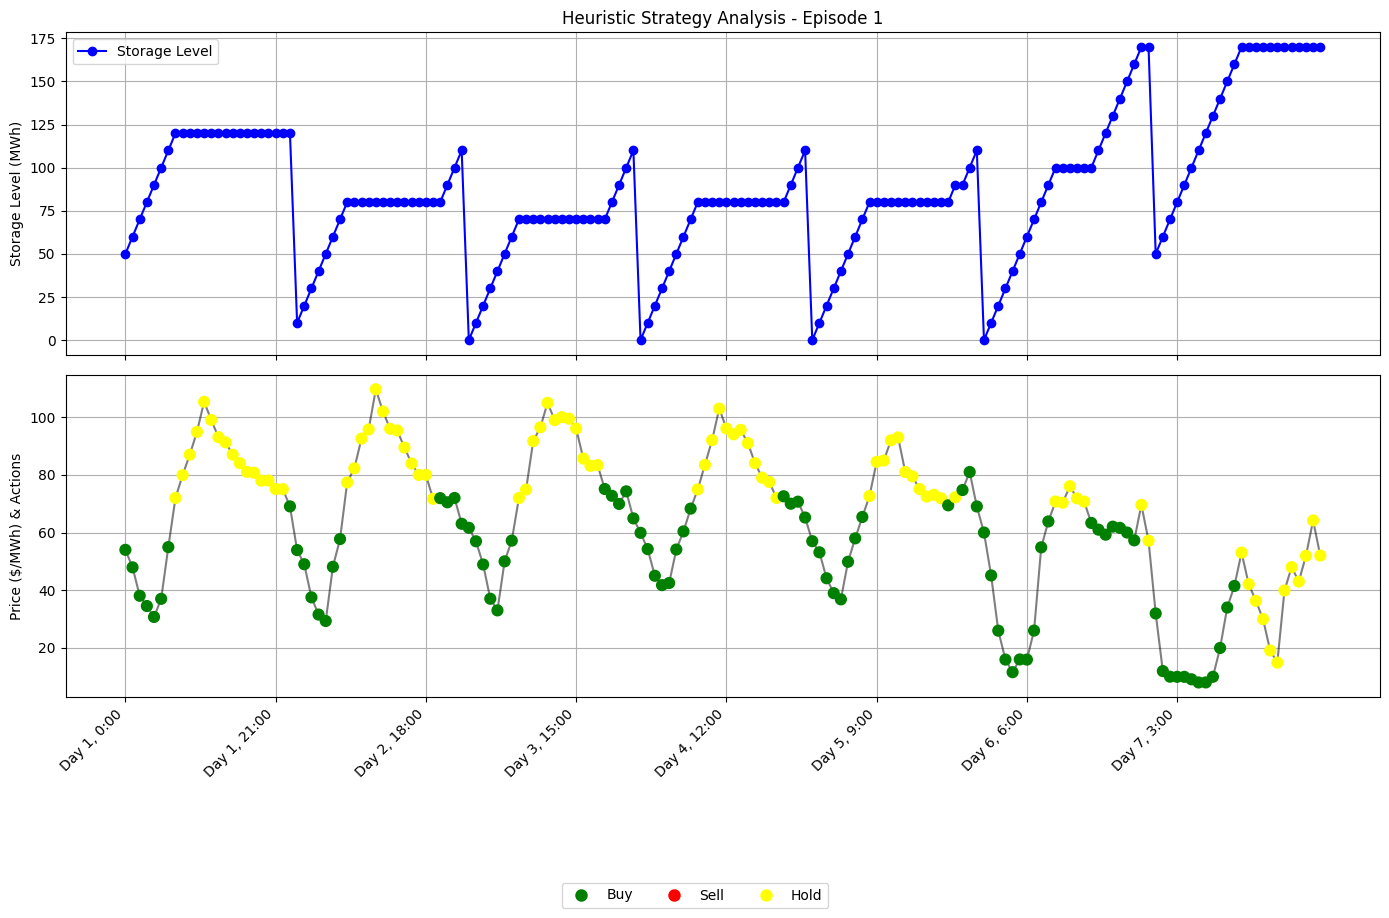 Heuristic Strategy Analysis - Episode 1
Storage Level
Storage Level (MWh)
175
150
125
100
75
50
25
0
Price ($/MWh) & Actions
100
80
60
40
20
Day 1, 0:00
Day 1, 21:00
Day 2, 18:00
Day 3, 15:00
Day 4, 12:00
Day 5, 9:00
Day 6, 6:00
Day 7, 3:00
Buy Sell Hold